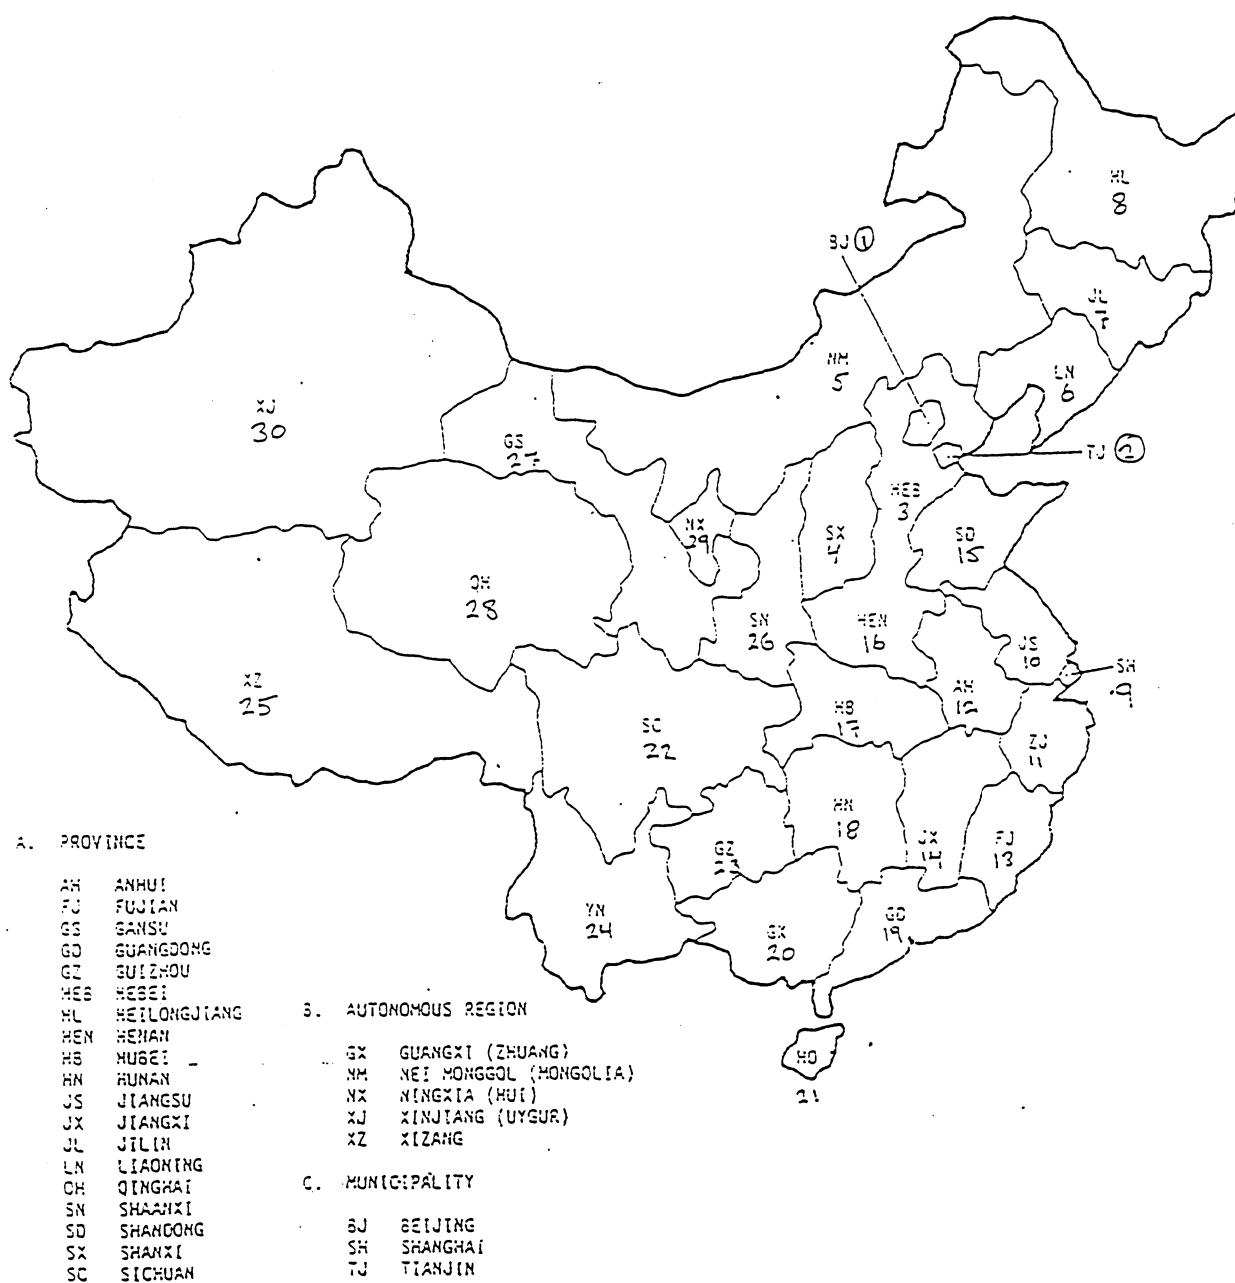 HL
8
BJ 1
JL
7
NM
5
LN
6
XJ
30
GS
27
TJ 2
HEB
3
NX
29
SX
4
SD
15
QH
28
SN
26
HEN
16
JS
10
SH
9
XZ
25
AH
12
HB
17
SC
22
ZJ
11
HN
18
GZ
23
JX
14
FJ
13
YN
24
GX
20
GD
19
HO
21
A. PROVINCE
AH ANHUI
FJ FUJIAN
GS GANSU
GD GUANGDONG
GZ GUIZHOU
HEB HEBEI
HL HEILONGJIANG
HEN HENAN
HB HUBEI
HN HUNAN
JS JIANGSU
JX JIANGXI
JL JILIN
LN LIAONING
QH QINGHAI
SN SHAANXI
SD SHANDONG
SX SHANXI
SC SICHUAN
B. AUTONOMOUS REGION
GX GUANGXI (ZHUANG)
NM NEI MONGGOL (MONGOLIA)
NX NINGXIA (HUI)
XJ XINJIANG (UYGUR)
XZ XIZANG
C. MUNICIPALITY
BJ BEIJING
SH SHANGHAI
TJ TIANJIN